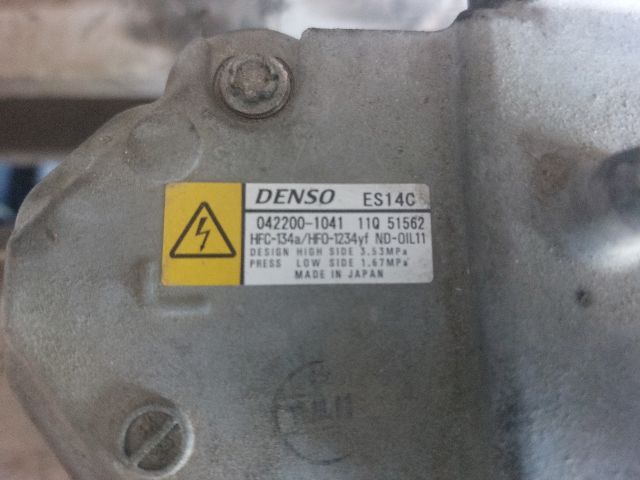 DENSO ES14C
042200-1041 11Q 51562
HFC-134a/HFO-1234yf ND-OIL11
DESIGN HIGH SIDE 3.53MPa
PRESS LOW SIDE 1.67MPa
MADE IN JAPAN